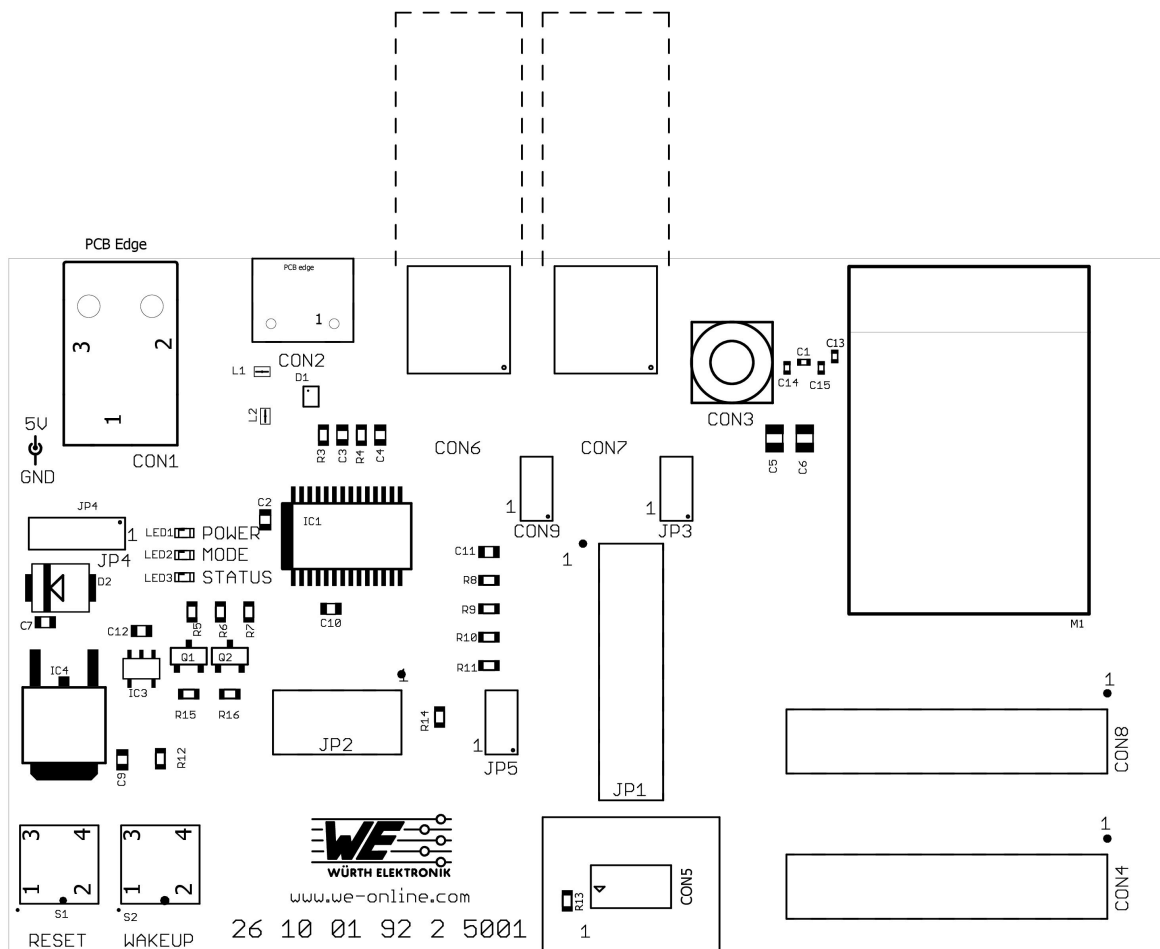 PCB Edge
PCB edge
3
2
1
1
CON2
C1
C13
C14
C15
L1
D1
L2
CON3
5V
GND
CON1
R3
C3
R4
C4
CON6
CON7
C5
C6
JP4
1
JP4
LED1 POWER
LED2 MODE
LED3 STATUS
C2
IC1
1
CON9
1
JP3
D2
C11
1
R8
C7
R9
C12
R5
R6
R7
C10
R10
M1
IC4
IC3
Q1
Q2
R11
1
1
R15
R16
R14
JP2
1
JP5
CON8
C9
R12
JP1
3
4
1
2
S1
RESET
3
4
1
2
S2
WAKEUP
WE
WÜRTH ELEKTRONIK
www.we-online.com
26 10 01 92 2 5001
R13
CON5
1
1
CON4